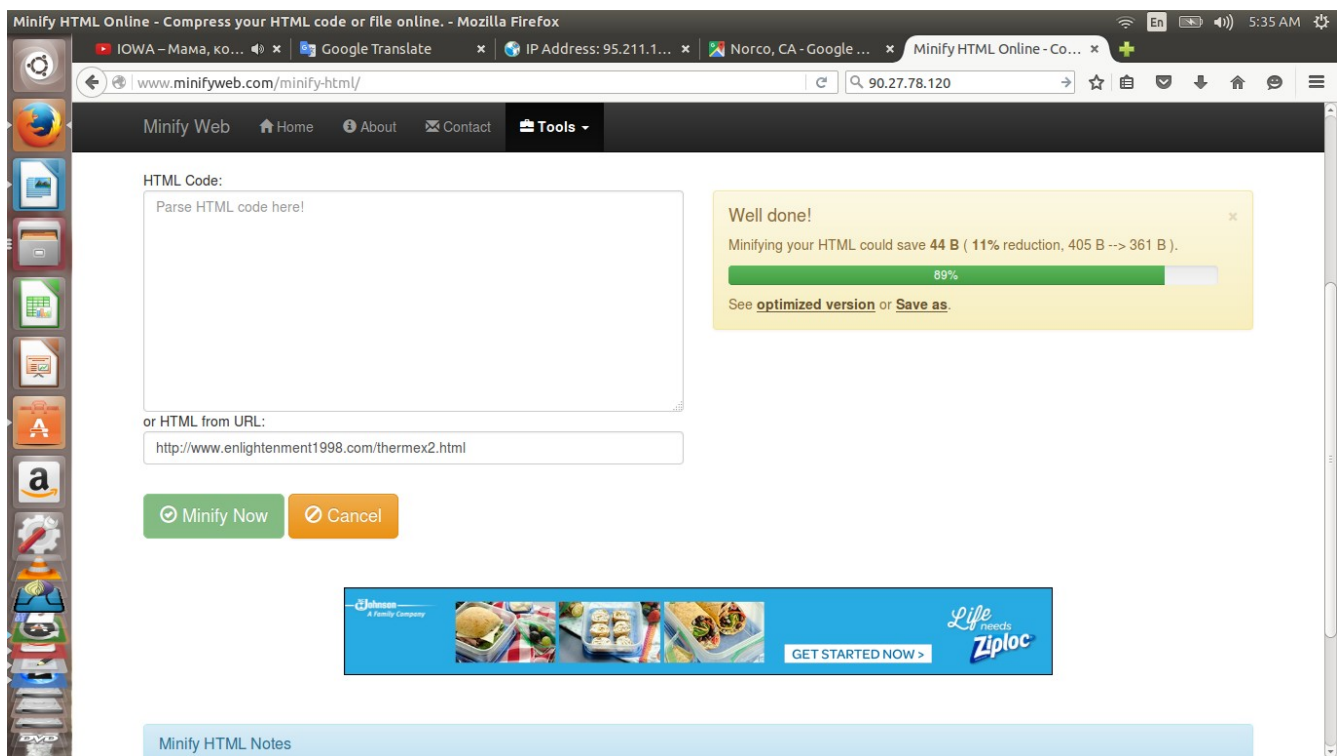 Minify HTML Online - Compress your HTML code or file online. - Mozilla Firefox
En
5:35 AM
IOWA – Мама, ко...
Google Translate
IP Address: 95.211.1...
Norco, CA - Google ...
Minify HTML Online - Co...
www.minifyweb.com/minify-html/
90.27.78.120
Minify Web
Home
About
Contact
Tools
HTML Code:
Parse HTML code here!
Well done!
Minifying your HTML could save 44 B ( 11% reduction, 405 B --> 361 B ).
89%
See optimized version or Save as.
or HTML from URL:
http://www.enlightenment1998.com/thermex2.html
Minify Now
Cancel
Johnson
A Family Company
GET STARTED NOW >
Life
needs
Ziploc
Minify HTML Notes
DVD